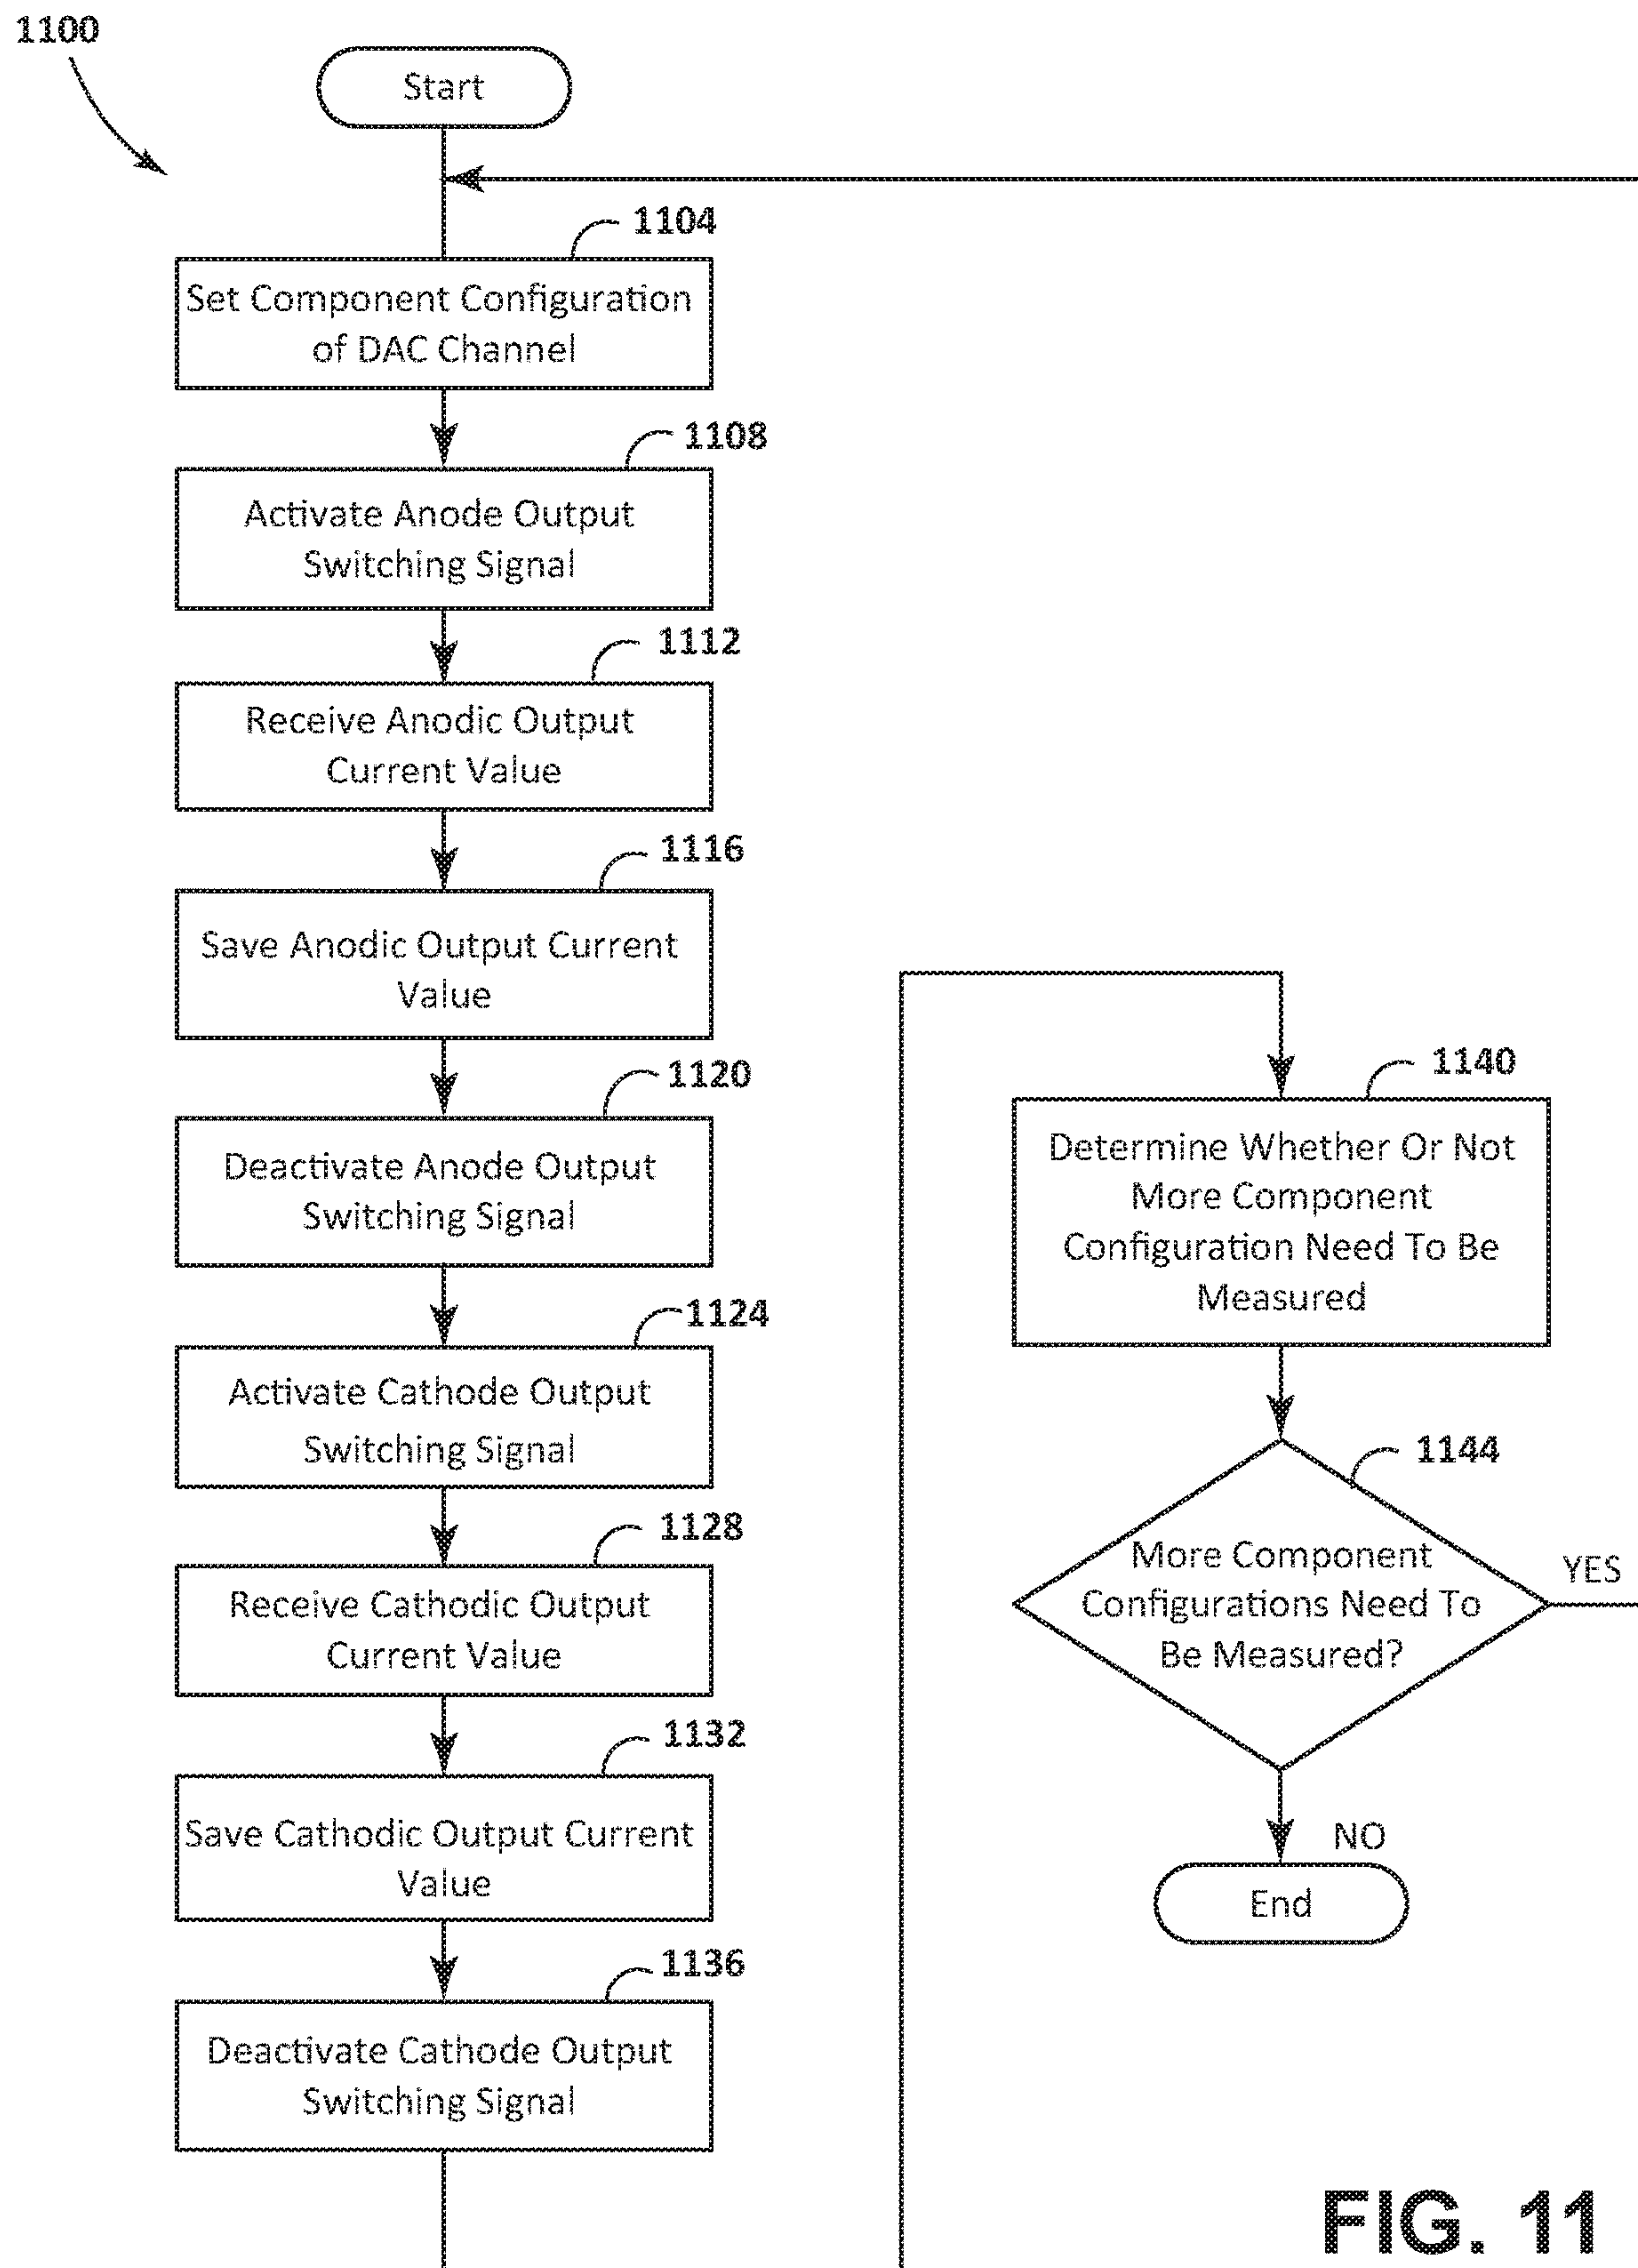 1100
Start
1104
Set Component Configuration
of DAC Channel
1108
Activate Anode Output
Switching Signal
1112
Receive Anodic Output
Current Value
1116
Save Anodic Output Current
Value
1120
Deactivate Anode Output
Switching Signal
1124
Activate Cathode Output
Switching Signal
1128
Receive Cathodic Output
Current Value
1132
Save Cathodic Output Current
Value
1136
Deactivate Cathode Output
Switching Signal
1140
Determine Whether Or Not
More Component
Configuration Need To Be
Measured
1144
More Component
Configurations Need To
Be Measured?
YES
NO
End
FIG. 11